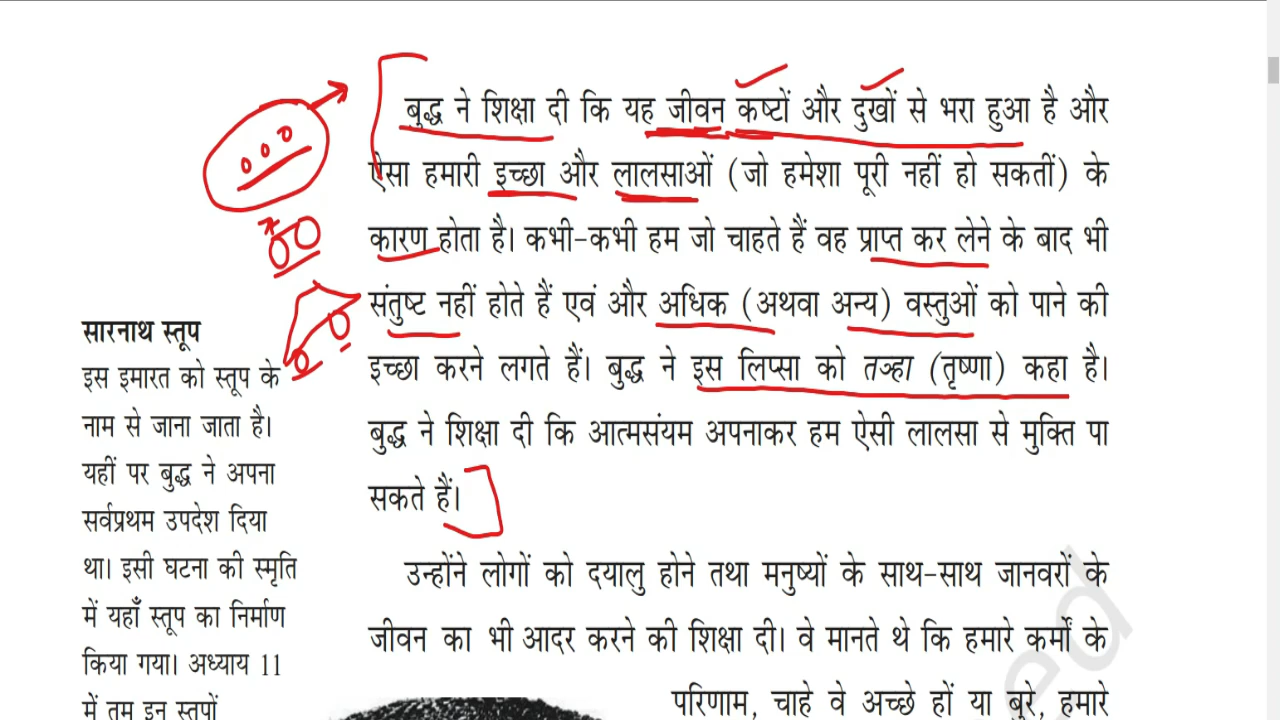 बुद्ध ने शिक्षा दी कि यह जीवन कष्टों और दुखों से भरा हुआ है और
ऐसा हमारी इच्छा और लालसाओं (जो हमेशा पूरी नहीं हो सकतीं) के
कारण होता है। कभी-कभी हम जो चाहते हैं वह प्राप्त कर लेने के बाद भी
संतुष्ट नहीं होते हैं एवं और अधिक (अथवा अन्य) वस्तुओं को पाने की
इच्छा करने लगते हैं। बुद्ध ने इस लिप्सा को तञ्हा (तृष्णा) कहा है।
बुद्ध ने शिक्षा दी कि आत्मसंयम अपनाकर हम ऐसी लालसा से मुक्ति पा
सकते हैं।
उन्होंने लोगों को दयालु होने तथा मनुष्यों के साथ-साथ जानवरों के
जीवन का भी आदर करने की शिक्षा दी। वे मानते थे कि हमारे कर्मों के
परिणाम, चाहे वे अच्छे हों या बुरे, हमारे
सारनाथ स्तूप
इस इमारत को स्तूप के
नाम से जाना जाता है।
यहीं पर बुद्ध ने अपना
सर्वप्रथम उपदेश दिया
था। इसी घटना की स्मृति
में यहाँ स्तूप का निर्माण
किया गया। अध्याय 11
में तुम इन स्तूपों
ed